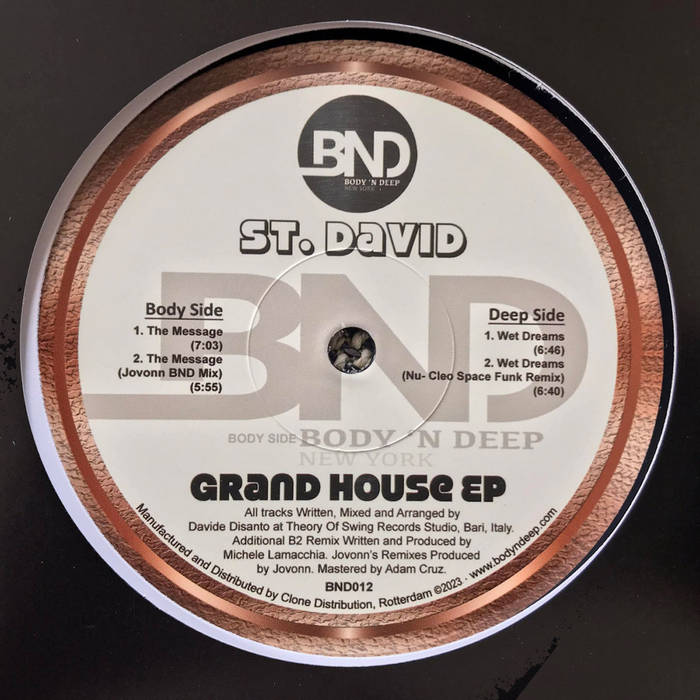 BND
BODY 'N DEEP
NEW YORK
ST. DAVID
Body Side
1. The Message
(7:03)
2. The Message
(Jovonn BND Mix)
(5:55)
Deep Side
1. Wet Dreams
(6:46)
2. Wet Dreams
(Nu- Cleo Space Funk Remix)
(6:40)
BND
BODY SIDE BODY 'N DEEP
NEW YORK
GRAND HOUSE EP
All tracks Written, Mixed and Arranged by
Davide Disanto at Theory Of Swing Records Studio, Bari, Italy.
Additional B2 Remix Written and Produced by
Michele Lamacchia. Jovonn's Remixes Produced
by Jovonn. Mastered by Adam Cruz.
BND012
Manufactured and Distributed by Clone Distribution, Rotterdam ©2023 · www.bodyndeep.com